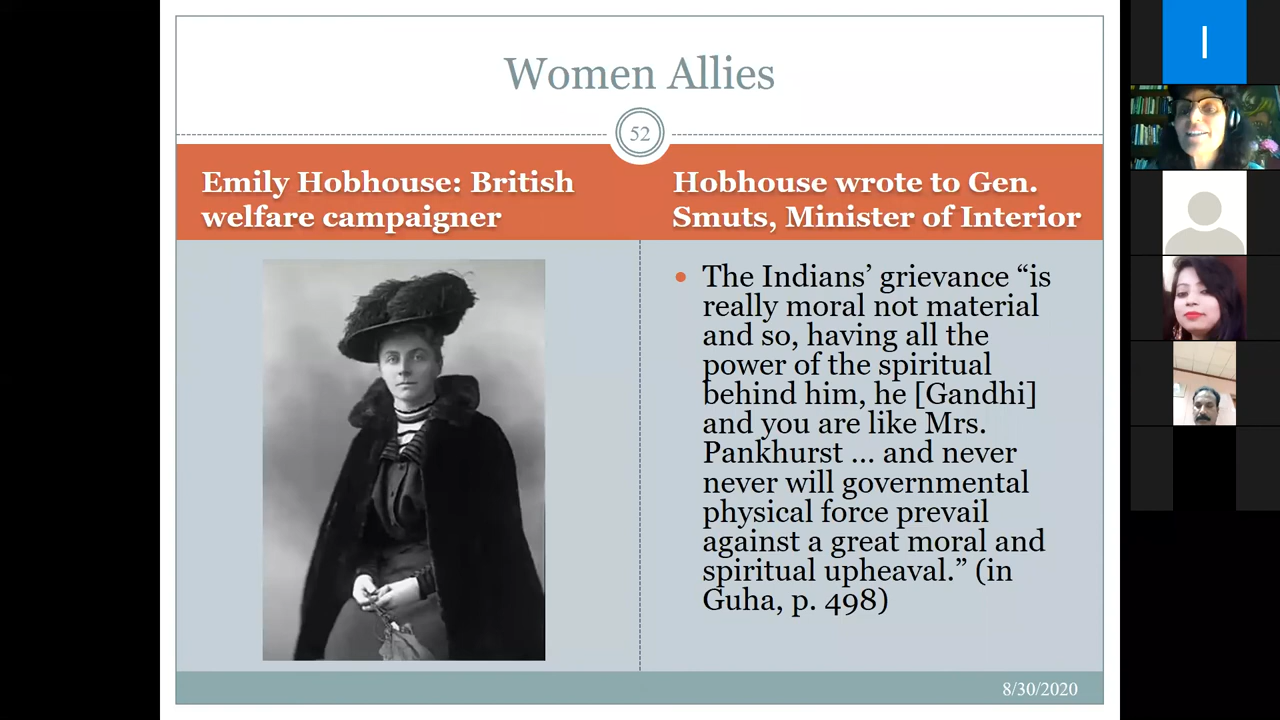 Women Allies
52
Emily Hobhouse: British
welfare campaigner
Hobhouse wrote to Gen.
Smuts, Minister of Interior
The Indians’ grievance “is
really moral not material
and so, having all the
power of the spiritual
behind him, he [Gandhi]
and you are like Mrs.
Pankhurst ... and never
never will governmental
physical force prevail
against a great moral and
spiritual upheaval.” (in
Guha, p. 498)
8/30/2020
I